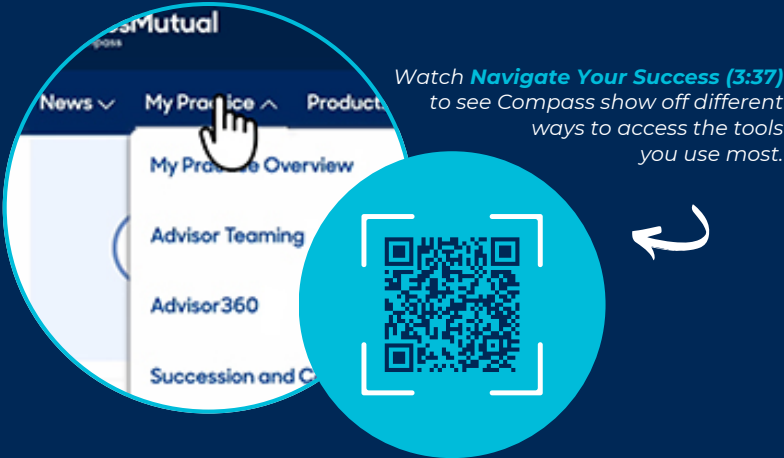 sMutual
News
My Practice
Product
My Practice Overview
Advisor Teaming
Advisor360
Succession and C
Watch Navigate Your Success (3:37)
to see Compass show off different
ways to access the tools
you use most.